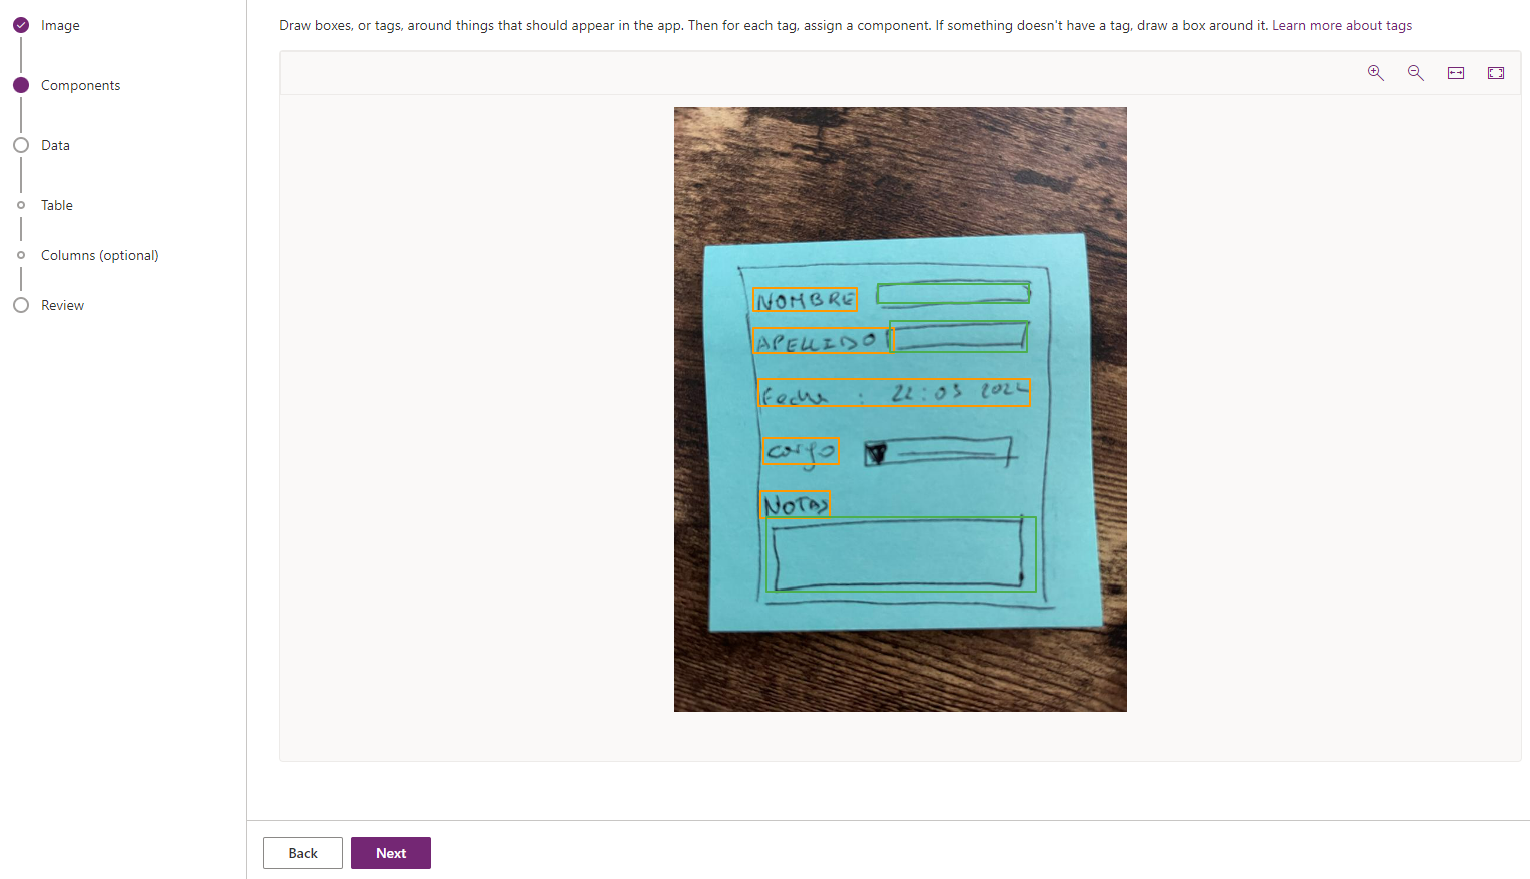 Image
Components
Data
Table
Columns (optional)
Review
Draw boxes, or tags, around things that should appear in the app. Then for each tag, assign a component. If something doesn't have a tag, draw a box around it. Learn more about tags
NOMBRE
APELLIDO
Fecha : 22:03 2022
cargo
NOTAS
Back
Next